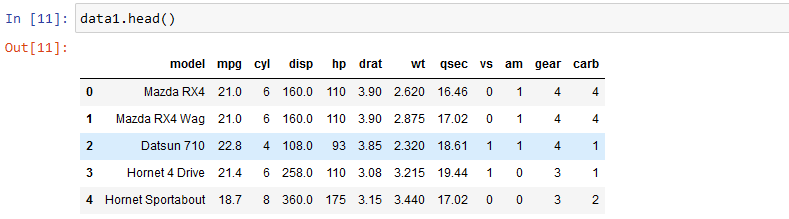 In [11]: data1.head()
Out[11]:
model mpg cyl disp hp drat wt qsec vs am gear carb
0 Mazda RX4 21.0 6 160.0 110 3.90 2.620 16.46 0 1 4 4
1 Mazda RX4 Wag 21.0 6 160.0 110 3.90 2.875 17.02 0 1 4 4
2 Datsun 710 22.8 4 108.0 93 3.85 2.320 18.61 1 1 4 1
3 Hornet 4 Drive 21.4 6 258.0 110 3.08 3.215 19.44 1 0 3 1
4 Hornet Sportabout 18.7 8 360.0 175 3.15 3.440 17.02 0 0 3 2